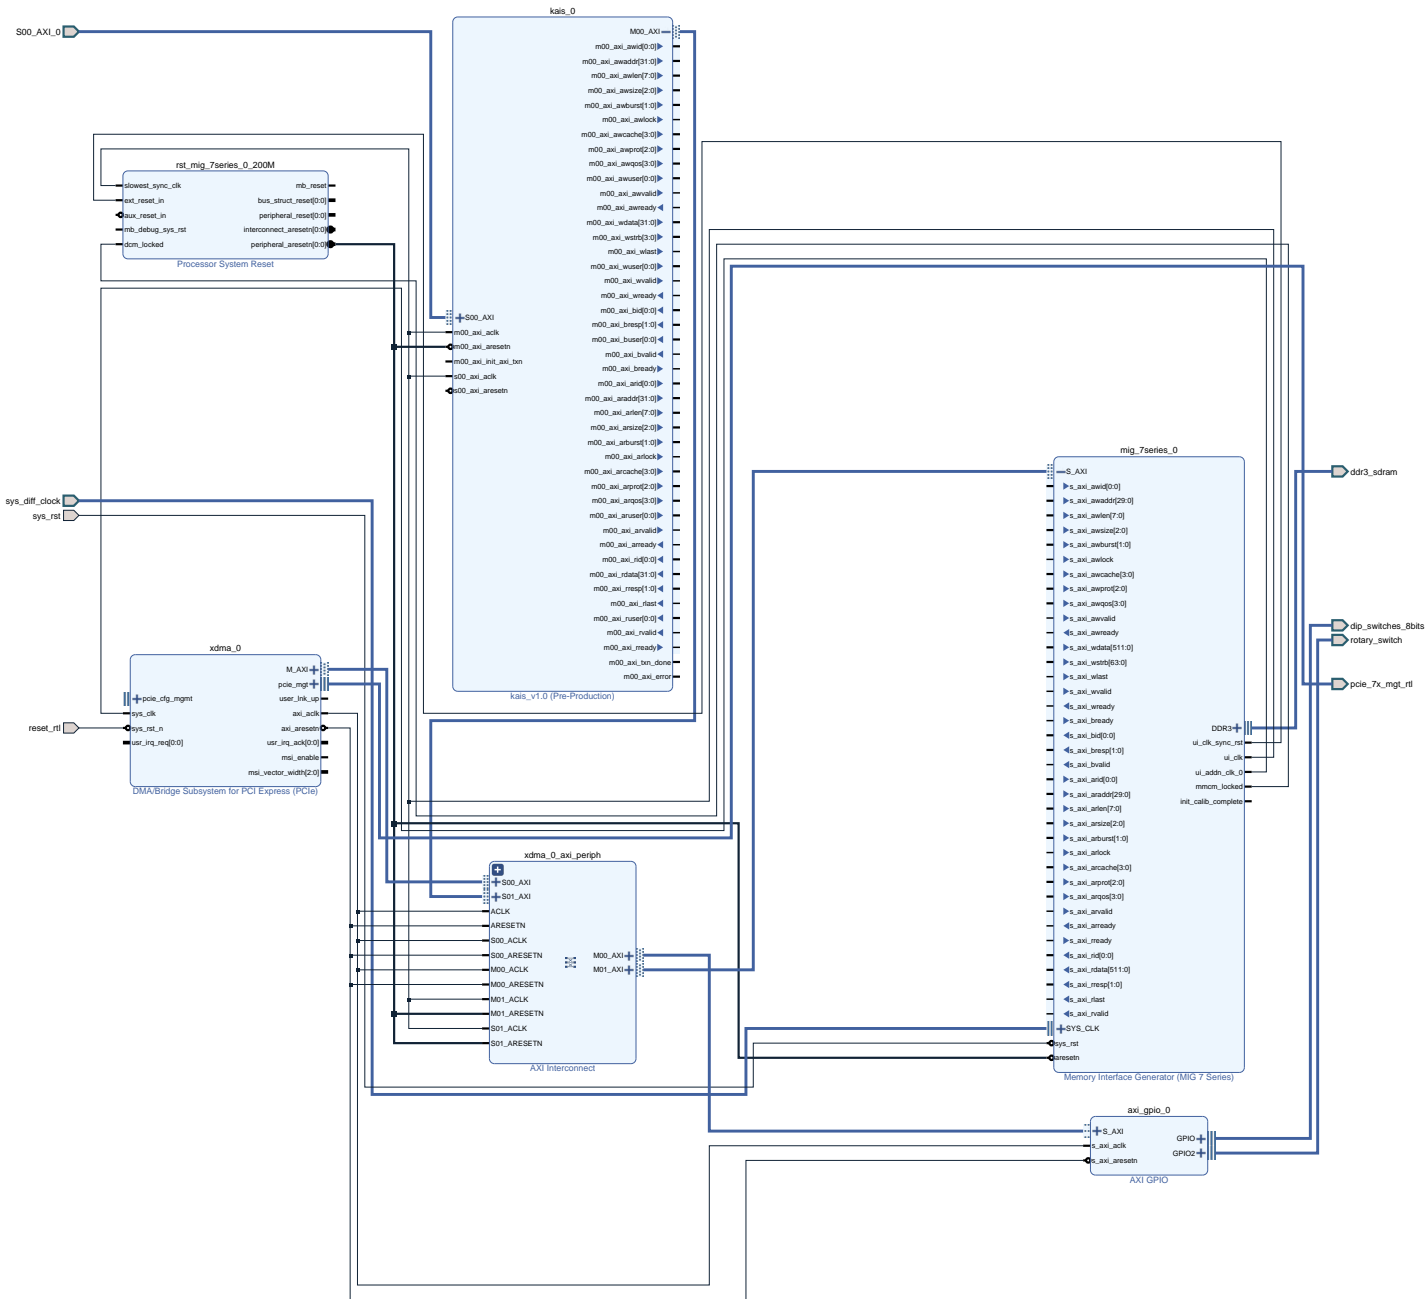 kais_0
S00_AXI_0
M00_AXI
m00_axi_awid[0:0]
m00_axi_awaddr[31:0]
m00_axi_awlen[7:0]
m00_axi_awsize[2:0]
m00_axi_awburst[1:0]
m00_axi_awlock
m00_axi_awcache[3:0]
m00_axi_awprot[2:0]
m00_axi_awqos[3:0]
m00_axi_awuser[0:0]
m00_axi_awvalid
m00_axi_awready
m00_axi_wdata[31:0]
m00_axi_wstrb[3:0]
m00_axi_wlast
m00_axi_wuser[0:0]
m00_axi_wvalid
m00_axi_wready
m00_axi_bid[0:0]
m00_axi_bresp[1:0]
m00_axi_buser[0:0]
m00_axi_bvalid
m00_axi_bready
m00_axi_arid[0:0]
m00_axi_araddr[31:0]
m00_axi_arlen[7:0]
m00_axi_arsize[2:0]
m00_axi_arburst[1:0]
m00_axi_arlock
m00_axi_arcache[3:0]
m00_axi_arprot[2:0]
m00_axi_arqos[3:0]
m00_axi_aruser[0:0]
m00_axi_arvalid
m00_axi_arready
m00_axi_rid[0:0]
m00_axi_rdata[31:0]
m00_axi_rresp[1:0]
m00_axi_rlast
m00_axi_ruser[0:0]
m00_axi_rvalid
m00_axi_rready
m00_axi_txn_done
m00_axi_error
S00_AXI
m00_axi_aclk
m00_axi_aresetn
m00_axi_init_axi_txn
s00_axi_aclk
s00_axi_aresetn
kais_v1.0 (Pre-Production)
rst_mig_7series_0_200M
slowest_sync_clk
ext_reset_in
aux_reset_in
mb_debug_sys_rst
dcm_locked
mb_reset
bus_struct_reset[0:0]
peripheral_reset[0:0]
interconnect_aresetn[0:0]
peripheral_aresetn[0:0]
Processor System Reset
sys_diff_clock
sys_rst
reset_rtl
xdma_0
pcie_cfg_mgmt
sys_clk
sys_rst_n
usr_irq_req[0:0]
M_AXI
pcie_mgt
user_lnk_up
axi_aclk
axi_aresetn
usr_irq_ack[0:0]
msi_enable
msi_vector_width[2:0]
DMA/Bridge Subsystem for PCI Express (PCIe)
xdma_0_axi_periph
S00_AXI
S01_AXI
ACLK
ARESETN
S00_ACLK
S00_ARESETN
M00_ACLK
M00_ARESETN
M01_ACLK
M01_ARESETN
S01_ACLK
S01_ARESETN
M00_AXI
M01_AXI
AXI Interconnect
mig_7series_0
S_AXI
s_axi_awid[0:0]
s_axi_awaddr[29:0]
s_axi_awlen[7:0]
s_axi_awsize[2:0]
s_axi_awburst[1:0]
s_axi_awlock
s_axi_awcache[3:0]
s_axi_awprot[2:0]
s_axi_awqos[3:0]
s_axi_awvalid
s_axi_awready
s_axi_wdata[511:0]
s_axi_wstrb[63:0]
s_axi_wlast
s_axi_wvalid
s_axi_wready
s_axi_bready
s_axi_bid[0:0]
s_axi_bresp[1:0]
s_axi_bvalid
s_axi_arid[0:0]
s_axi_araddr[29:0]
s_axi_arlen[7:0]
s_axi_arsize[2:0]
s_axi_arburst[1:0]
s_axi_arlock
s_axi_arcache[3:0]
s_axi_arprot[2:0]
s_axi_arqos[3:0]
s_axi_arvalid
s_axi_arready
s_axi_rready
s_axi_rid[0:0]
s_axi_rdata[511:0]
s_axi_rresp[1:0]
s_axi_rlast
s_axi_rvalid
SYS_CLK
sys_rst
aresetn
DDR3
ui_clk_sync_rst
ui_clk
ui_addn_clk_0
mmcm_locked
init_calib_complete
Memory Interface Generator (MIG 7 Series)
axi_gpio_0
S_AXI
s_axi_aclk
s_axi_aresetn
GPIO
GPIO2
AXI GPIO
ddr3_sdram
dip_switches_8bits
rotary_switch
pcie_7x_mgt_rtl